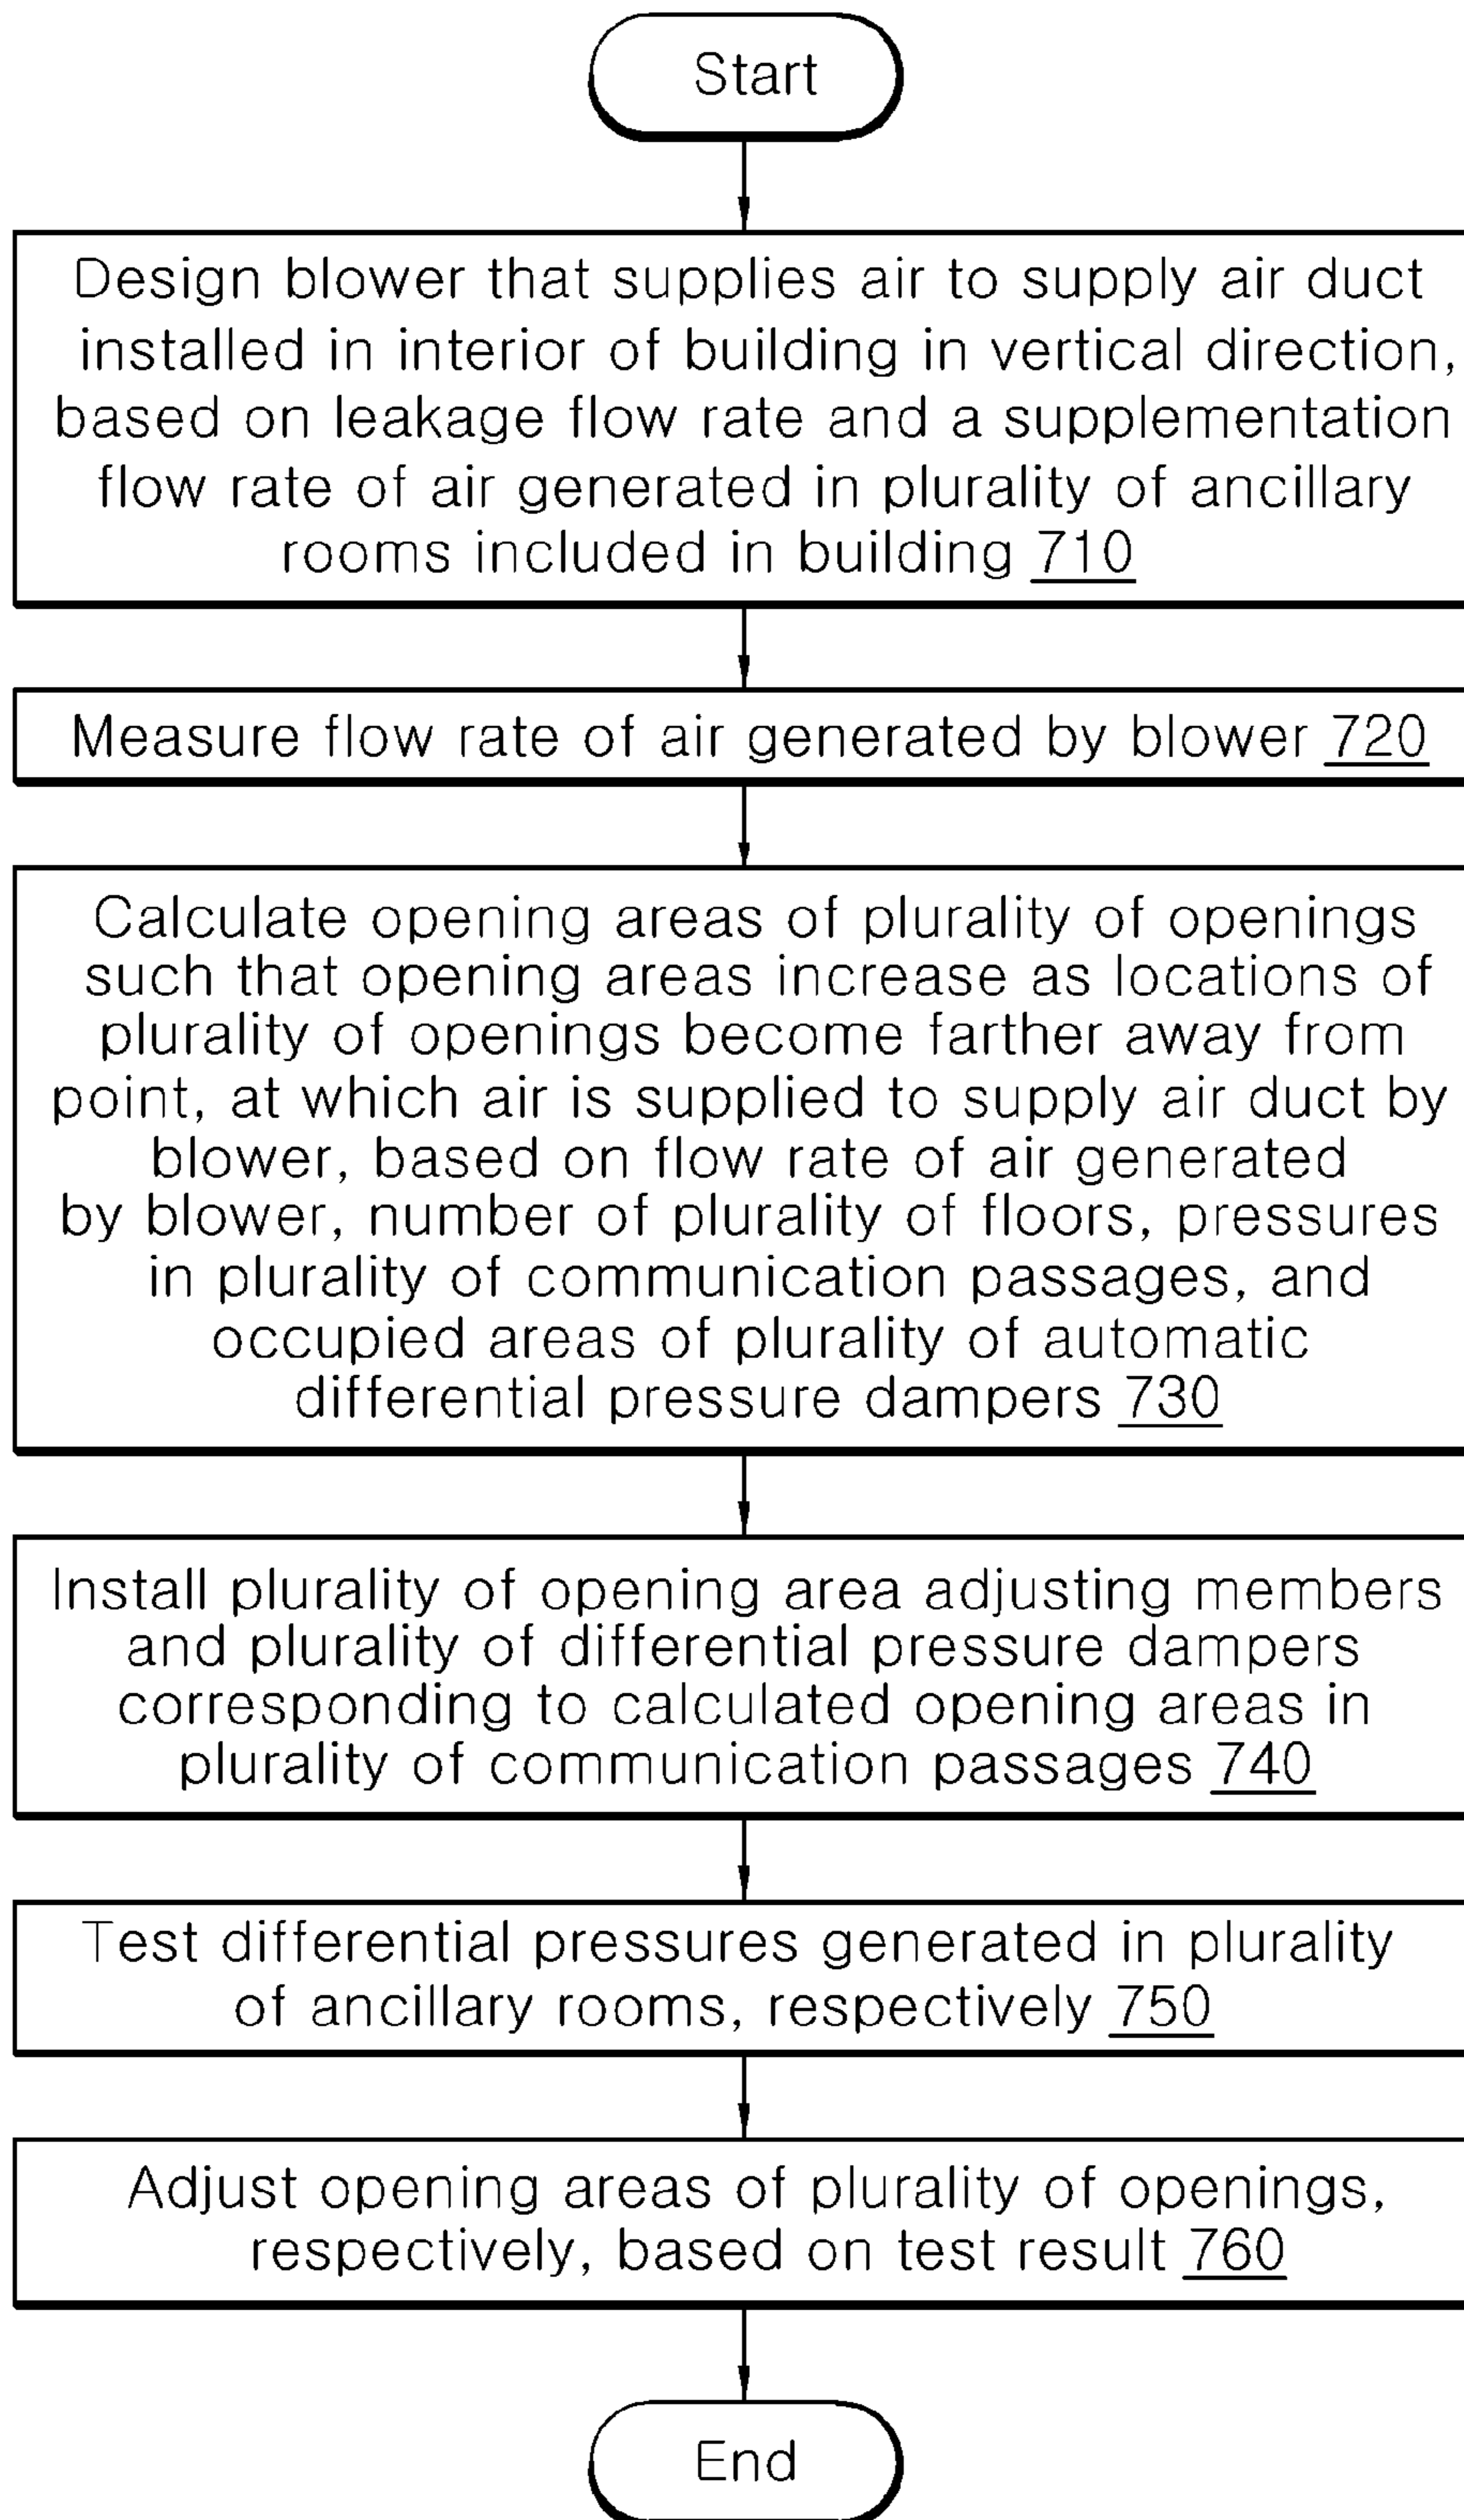 Start
Design blower that supplies air to supply air duct
installed in interior of building in vertical direction,
based on leakage flow rate and a supplementation
flow rate of air generated in plurality of ancillary
rooms included in building 710
Measure flow rate of air generated by blower 720
Calculate opening areas of plurality of openings
such that opening areas increase as locations of
plurality of openings become farther away from
point, at which air is supplied to supply air duct by
blower, based on flow rate of air generated
by blower, number of plurality of floors, pressures
in plurality of communication passages, and
occupied areas of plurality of automatic
differential pressure dampers 730
Install plurality of opening area adjusting members
and plurality of differential pressure dampers
corresponding to calculated opening areas in
plurality of communication passages 740
Test differential pressures generated in plurality
of ancillary rooms, respectively 750
Adjust opening areas of plurality of openings,
respectively, based on test result 760
End